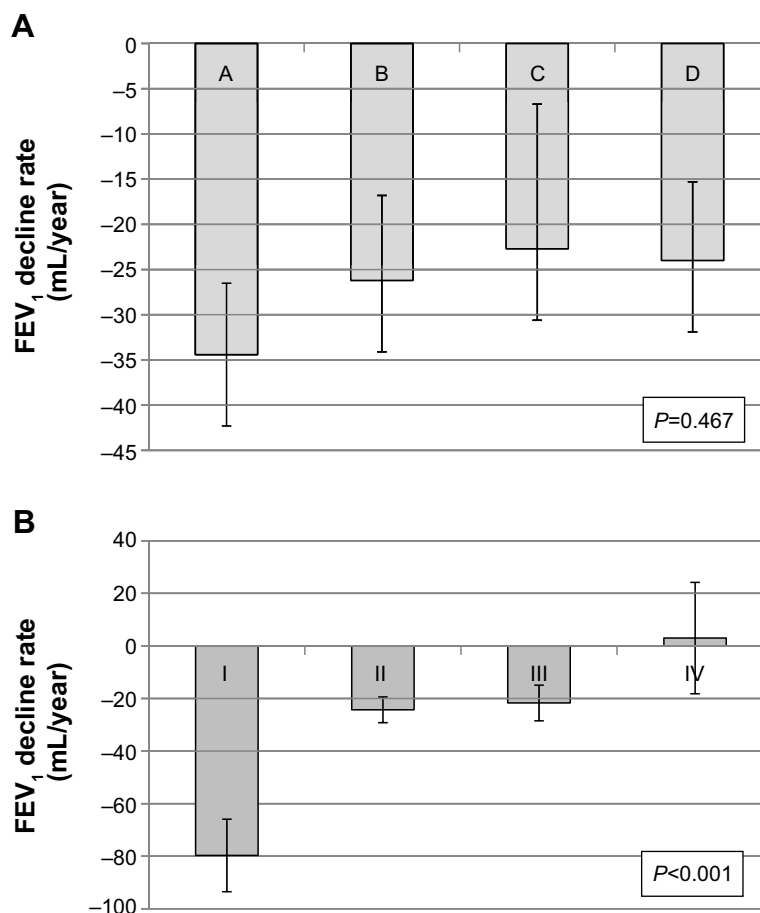 A
0
–5
–10
–15
–20
–25
–30
–35
–40
–45
FEV₁ decline rate
(mL/year)
A B C D
P=0.467
B
40
20
0
–20
–40
–60
–80
–100
FEV₁ decline rate
(mL/year)
I II III IV
P<0.001